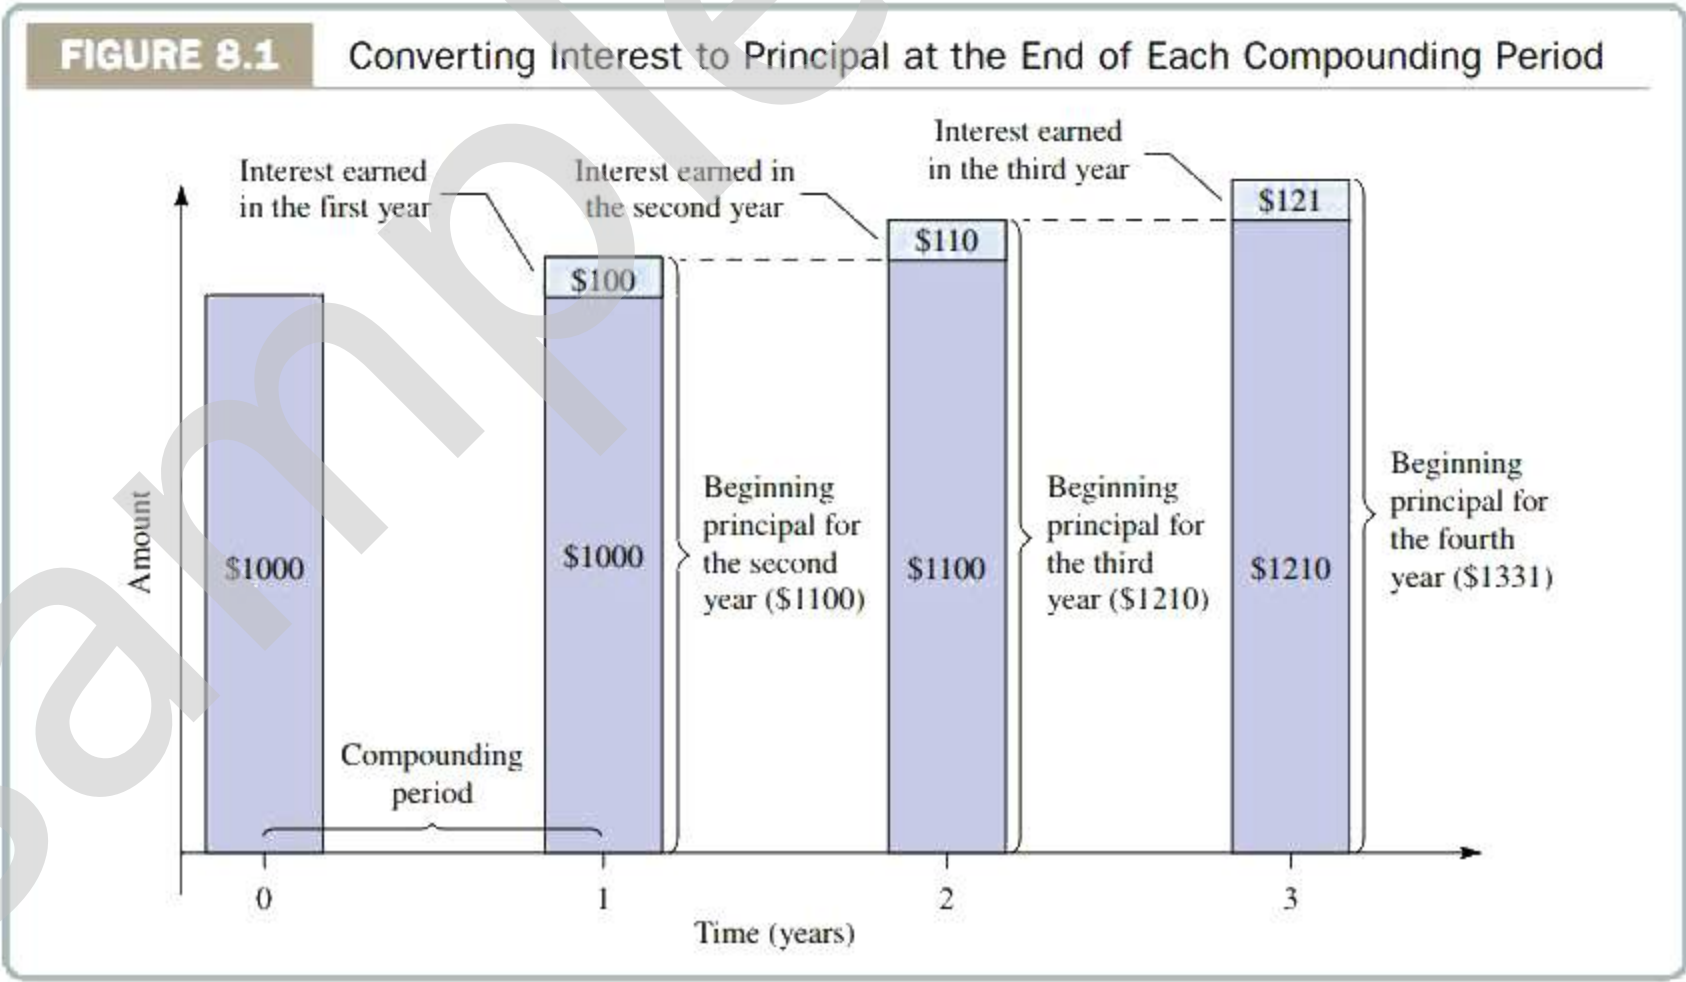 FIGURE 8.1 Converting Interest to Principal at the End of Each Compounding Period
Interest earned
in the first year
Interest earned in
the second year
Interest earned
in the third year
$100
$110
$121
Amount
$1000
$1000
Beginning
principal for
the second
year ($1100)
$1100
Beginning
principal for
the third
year ($1210)
$1210
Beginning
principal for
the fourth
year ($1331)
Compounding
period
0
1
2
3
Time (years)
sample